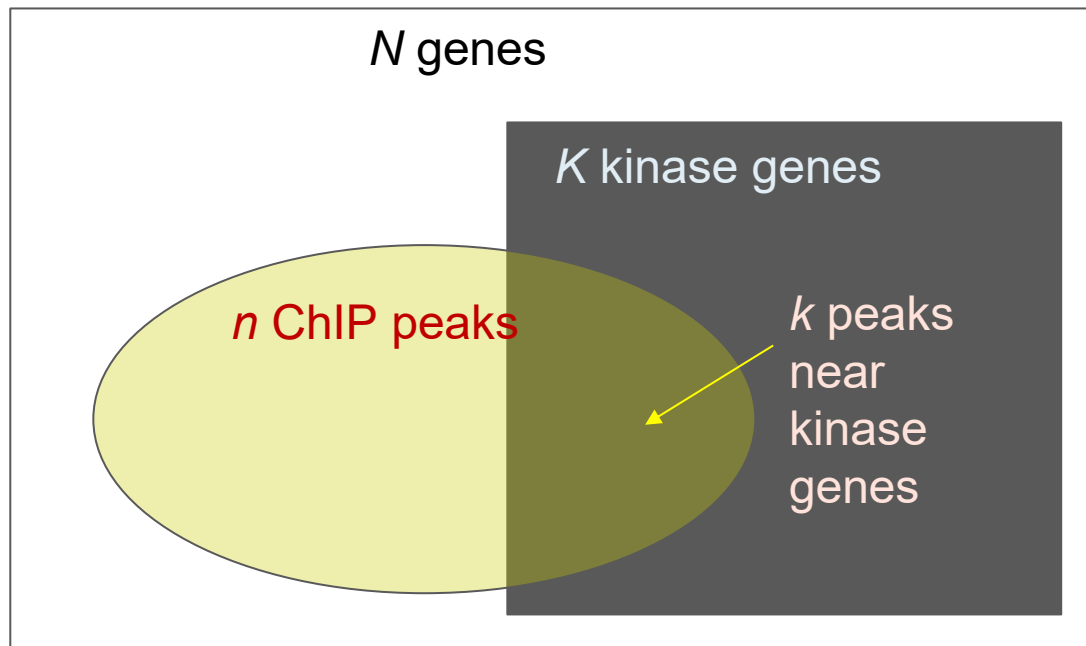 N genes
K kinase genes
n ChIP peaks
k peaks
near
kinase
genes